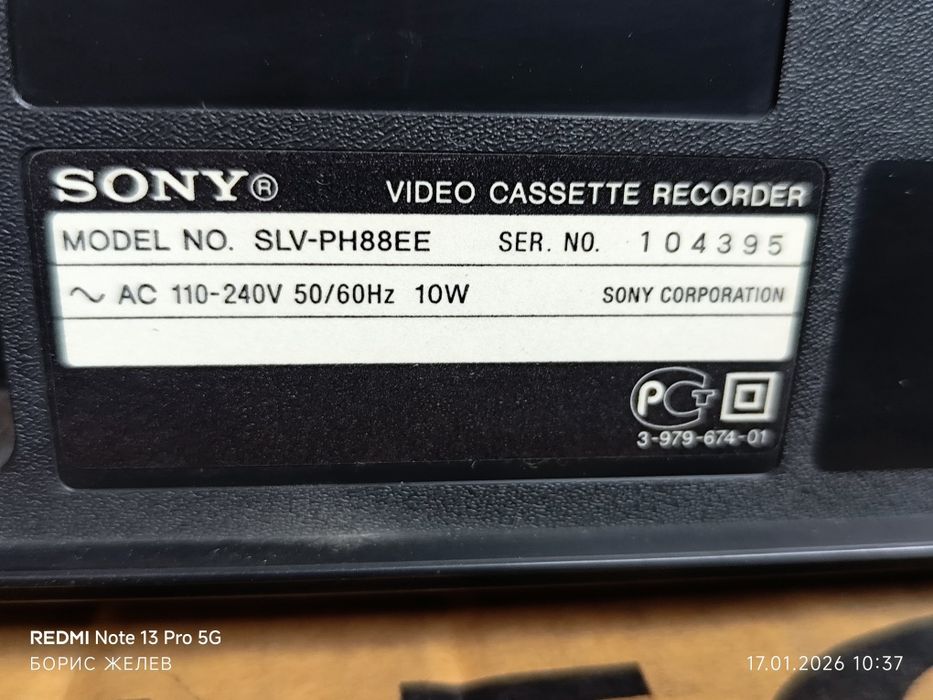 SONY®
VIDEO CASSETTE RECORDER
MODEL NO. SLV-PH88EE SER. NO. 104395
~ AC 110-240V 50/60Hz 10W SONY CORPORATION
РСТ
3-979-674-01
REDMI Note 13 Pro 5G
БОРИС ЖЕЛЕВ
17.01.2026 10:37